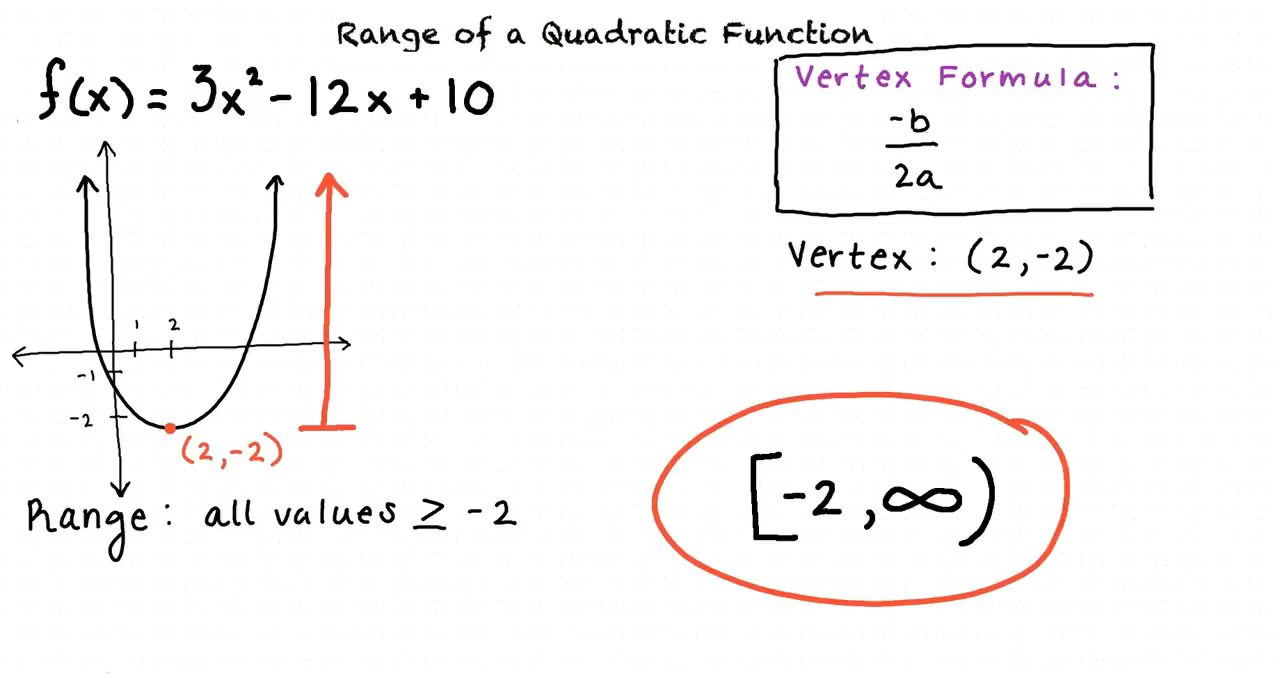 Range of a Quadratic Function
f(x) = 3x² - 12x + 10
Vertex Formula:
-b
2a
Vertex: (2,-2)
1 2
-1
-2
(2,-2)
Range: all values ≥ -2
[-2,∞)